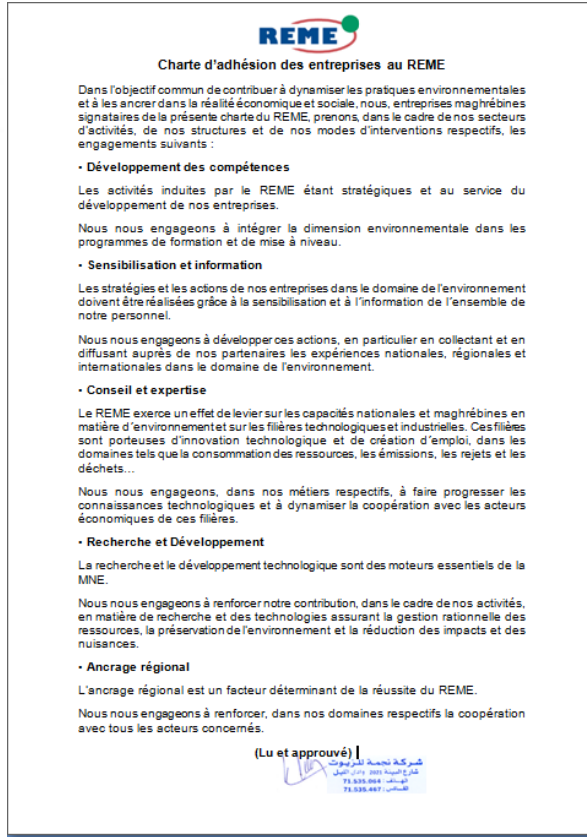 REME
Charte d'adhésion des entreprises au REME
Dans l'objectif commun de contribuer à dynamiser les pratiques environnementales
et à les ancrer dans la réalité économique et sociale, nous, entreprises maghrébines
signataires de la présente charte du REME, prenons, dans le cadre de nos secteurs
d'activités, de nos structures et de nos modes d'interventions respectifs, les
engagements suivants :
• Développement des compétences
Les activités induites par le REME étant stratégiques et au service du
développement de nos entreprises.
Nous nous engageons à intégrer la dimension environnementale dans les
programmes de formation et de mise à niveau.
• Sensibilisation et information
Les stratégies et les actions de nos entreprises dans le domaine de l'environnement
doivent être réalisées grâce à la sensibilisation et à l´information de l´ensemble de
notre personnel.
Nous nous engageons à développer ces actions, en particulier en collectant et en
diffusant auprès de nos partenaires les expériences nationales, régionales et
internationales dans le domaine de l'environnement.
• Conseil et expertise
Le REME exerce un effet de levier sur les capacités nationales et maghrébines en
matière d´environnement et sur les filières technologiques et industrielles. Ces filières
sont porteuses d'innovation technologique et de création d´emploi, dans les
domaines tels que la consommation des ressources, les émissions, les rejets et les
déchets…
Nous nous engageons, dans nos métiers respectifs, à faire progresser les
connaissances technologiques et à dynamiser la coopération avec les acteurs
économiques de ces filières.
• Recherche et Développement
La recherche et le développement technologique sont des moteurs essentiels de la
MNE.
Nous nous engageons à renforcer notre contribution, dans le cadre de nos activités,
en matière de recherche et des technologies assurant la gestion rationnelle des
ressources, la préservation de l'environnement et la réduction des impacts et des
nuisances.
• Ancrage régional
L'ancrage régional est un facteur déterminant de la réussite du REME.
Nous nous engageons à renforcer, dans nos domaines respectifs la coopération
avec tous les acteurs concernés.
(Lu et approuvé)
شركة نجمة للزيوت
شارع البيئة 2021 وادي الليل
الهاتف : 71.535.064
الفاكس : 71.535.467